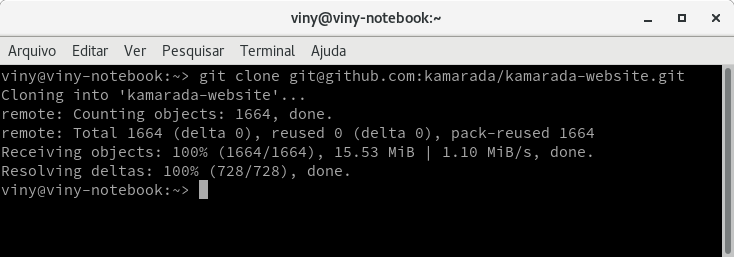 viny@viny-notebook:~
Arquivo Editar Ver Pesquisar Terminal Ajuda
viny@viny-notebook:~> git clone git@github.com:kamarada/kamarada-website.git
Cloning into 'kamarada-website'...
remote: Counting objects: 1664, done.
remote: Total 1664 (delta 0), reused 0 (delta 0), pack-reused 1664
Receiving objects: 100% (1664/1664), 15.53 MiB | 1.10 MiB/s, done.
Resolving deltas: 100% (728/728), done.
viny@viny-notebook:~>